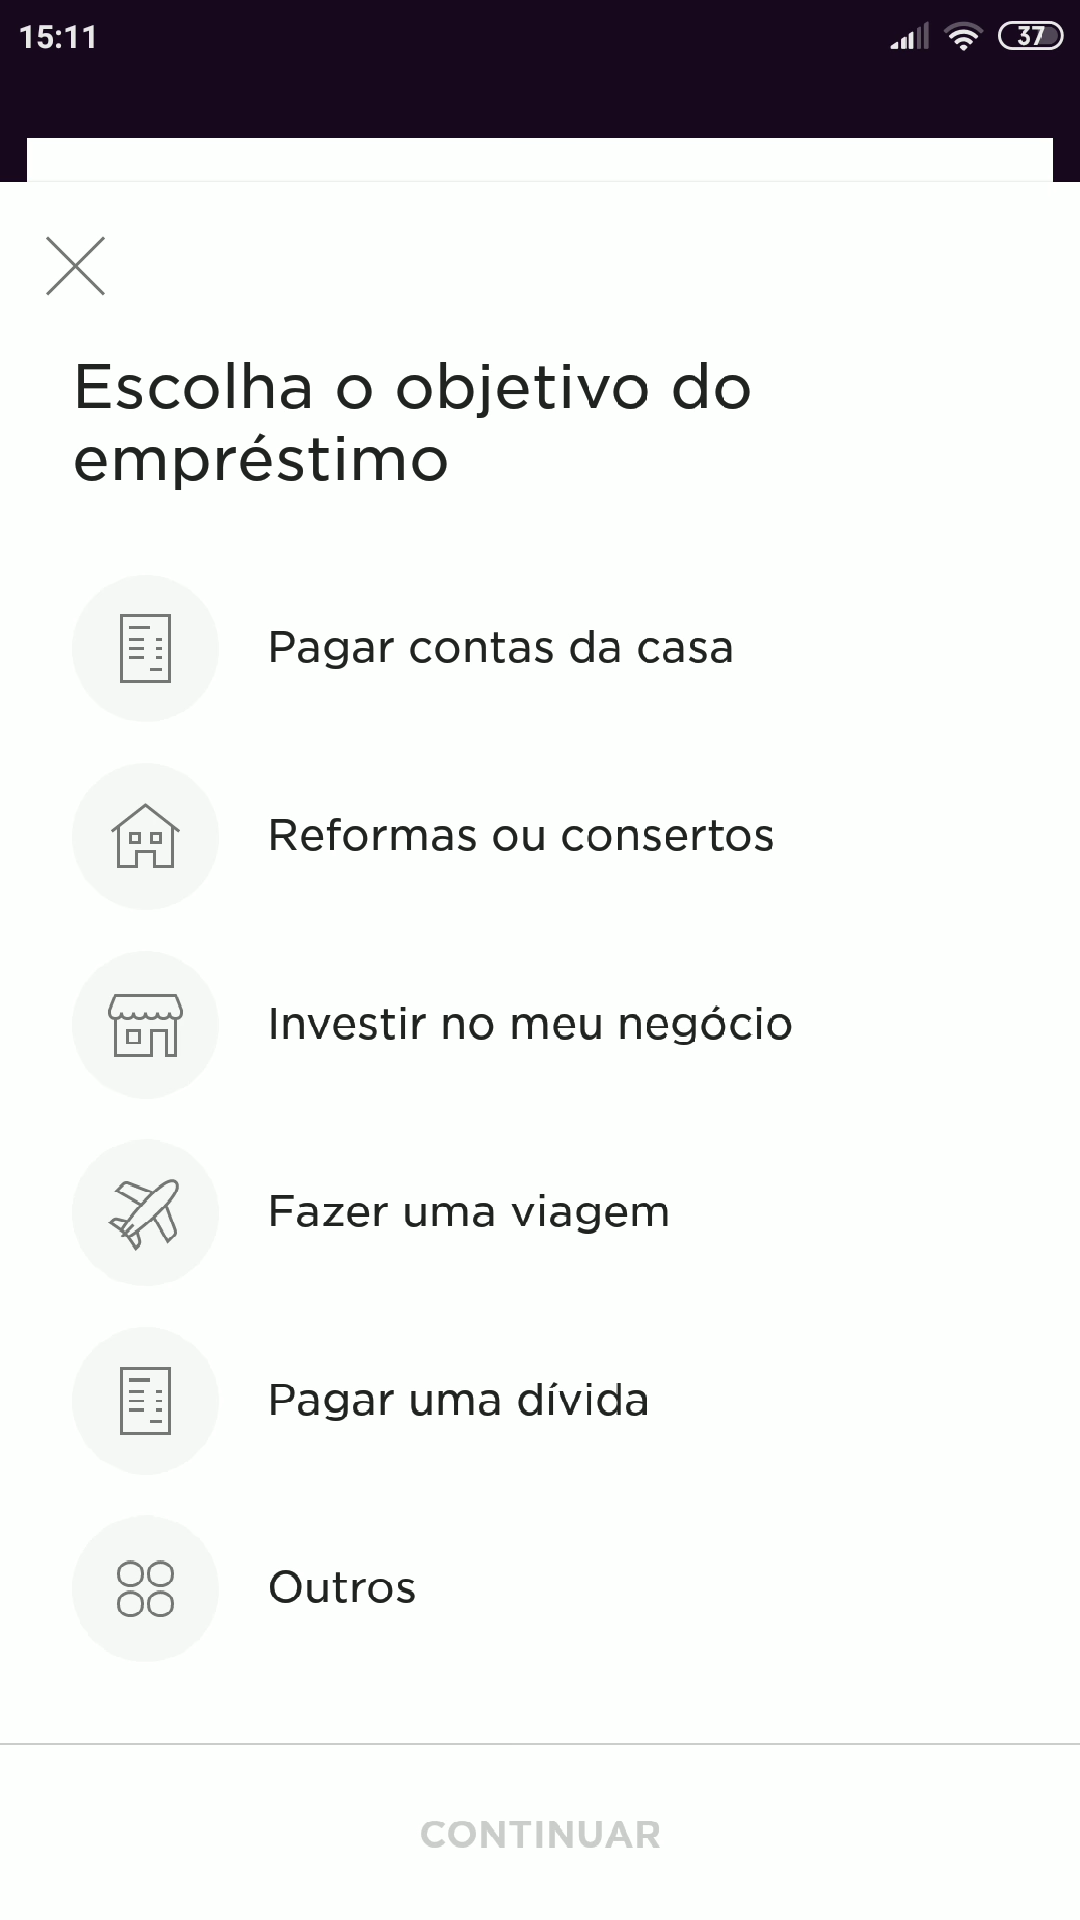 15:11
37
Escolha o objetivo do
empréstimo
Pagar contas da casa
Reformas ou consertos
Investir no meu negócio
Fazer uma viagem
Pagar uma dívida
Outros
CONTINUAR